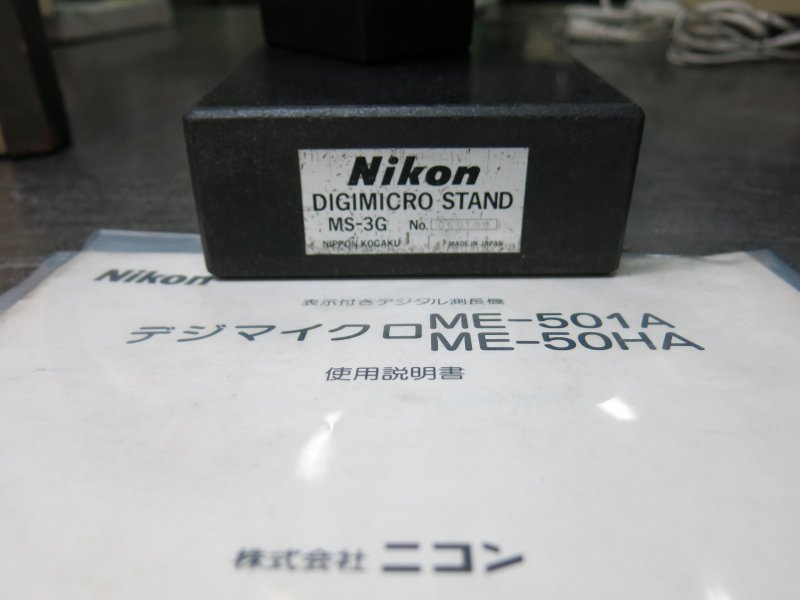 Nikon
DIGIMICRO STAND
MS-3G No.
NIPPON KOGAKU MADE IN JAPAN
Nikon
表示付きデジタル測長機
デジマイクロ ME-501A
ME-50HA
使用説明書
株式会社 ニコン